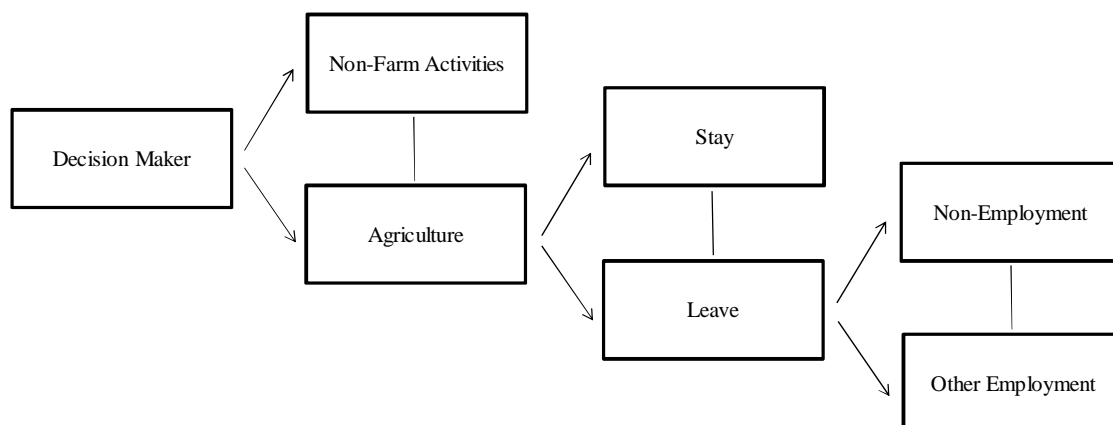 Non-Farm Activities
Decision Maker
Agriculture
Stay
Leave
Non-Employment
Other Employment